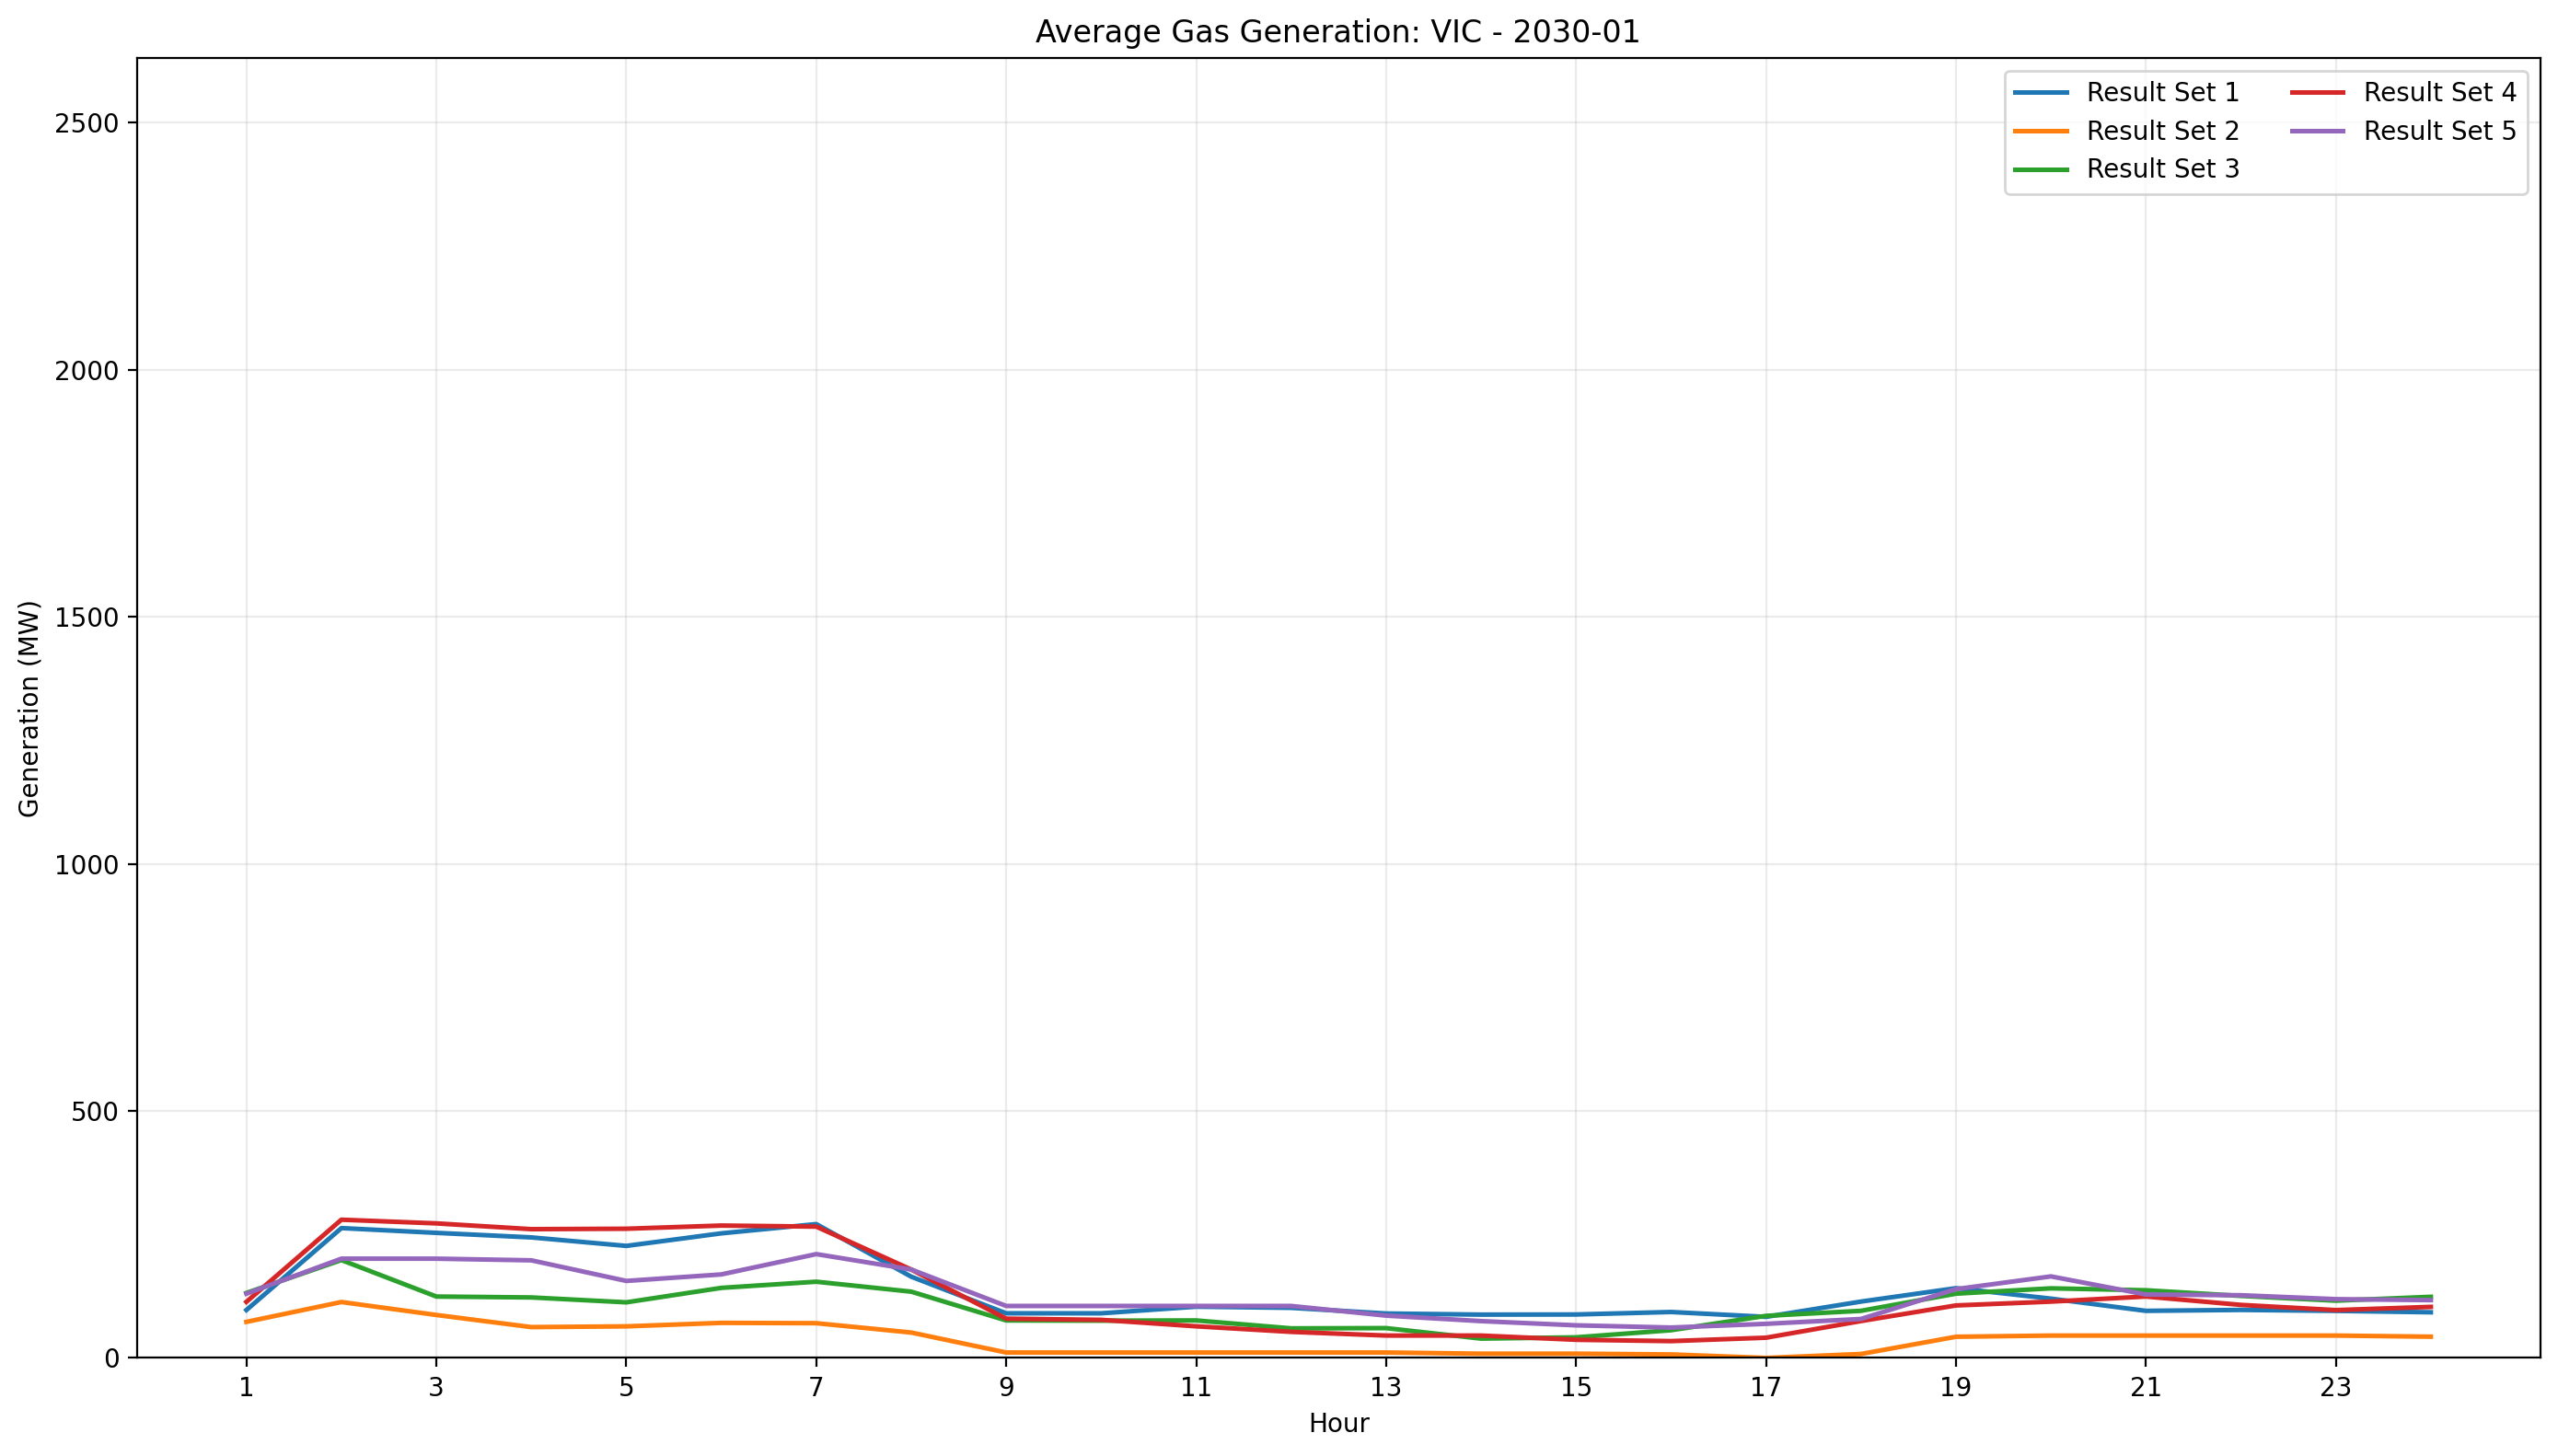 Average Gas Generation: VIC - 2030-01
Result Set 1
Result Set 2
Result Set 3
Result Set 4
Result Set 5
Generation (MW)
2500
2000
1500
1000
500
0
1 3 5 7 9 11 13 15 17 19 21 23
Hour